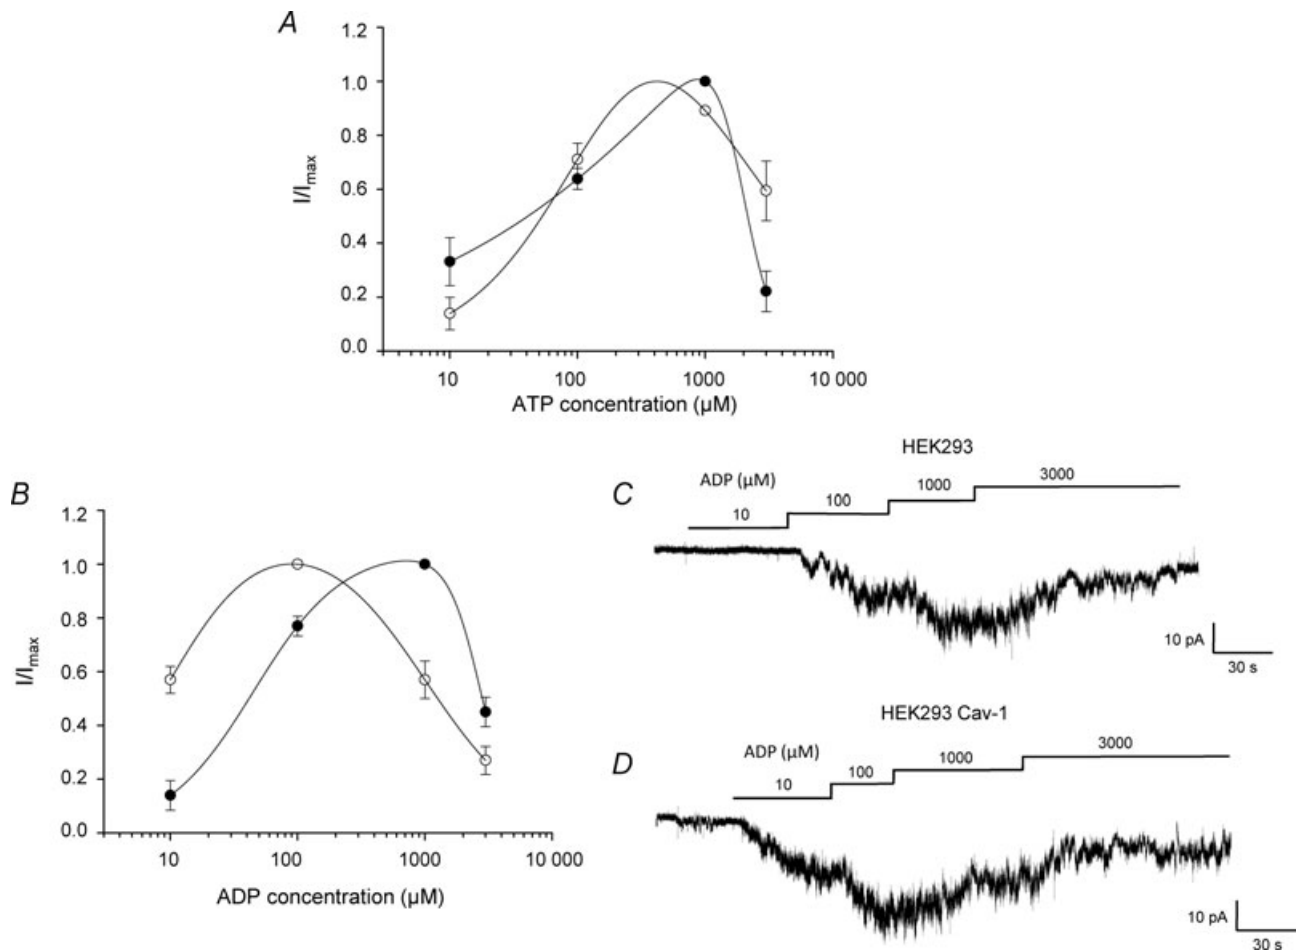 A
1.2
1.0
0.8
0.6
0.4
0.2
0.0
I/Imax
10 100 1000 10 000
ATP concentration (µM)
B
1.2
1.0
0.8
0.6
0.4
0.2
0.0
I/Imax
10 100 1000 10 000
ADP concentration (µM)
HEK293
C
ADP (µM)
10 100 1000 3000
10 pA
30 s
HEK293 Cav-1
D
ADP (µM)
10 100 1000 3000
10 pA
30 s